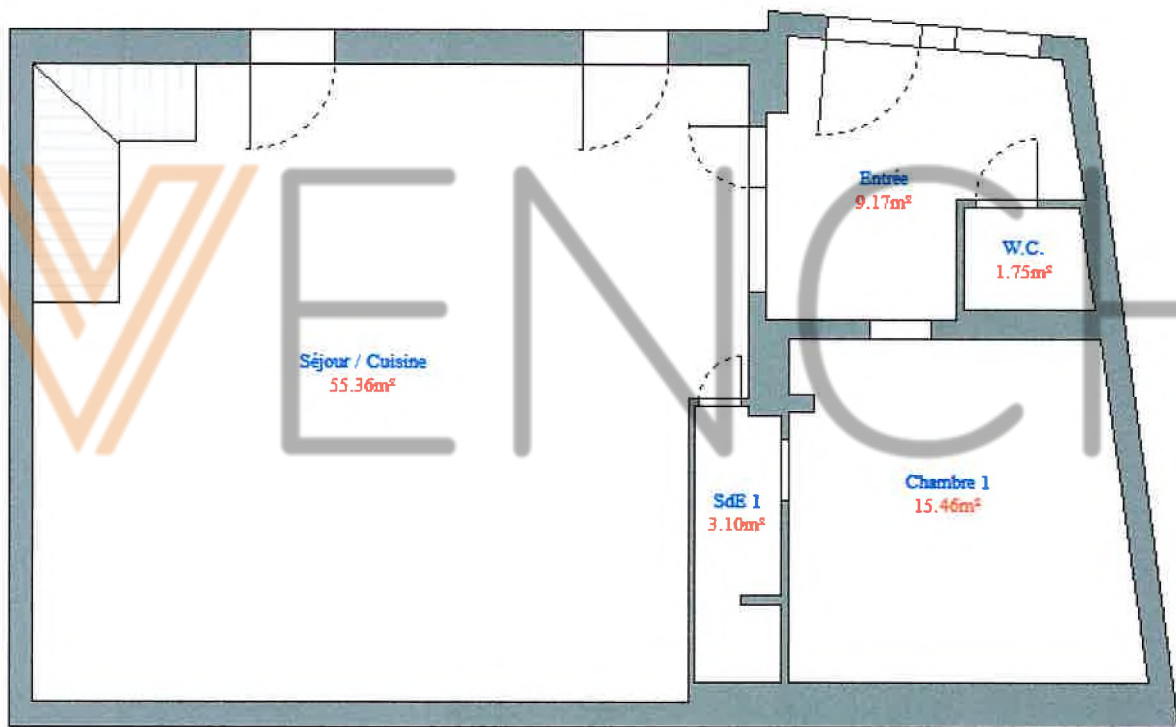 Entrée
9.17m²
W.C.
1.75m²
Séjour / Cuisine
55.36m²
SdE 1
3.10m²
Chambre 1
15.46m²
VENCH